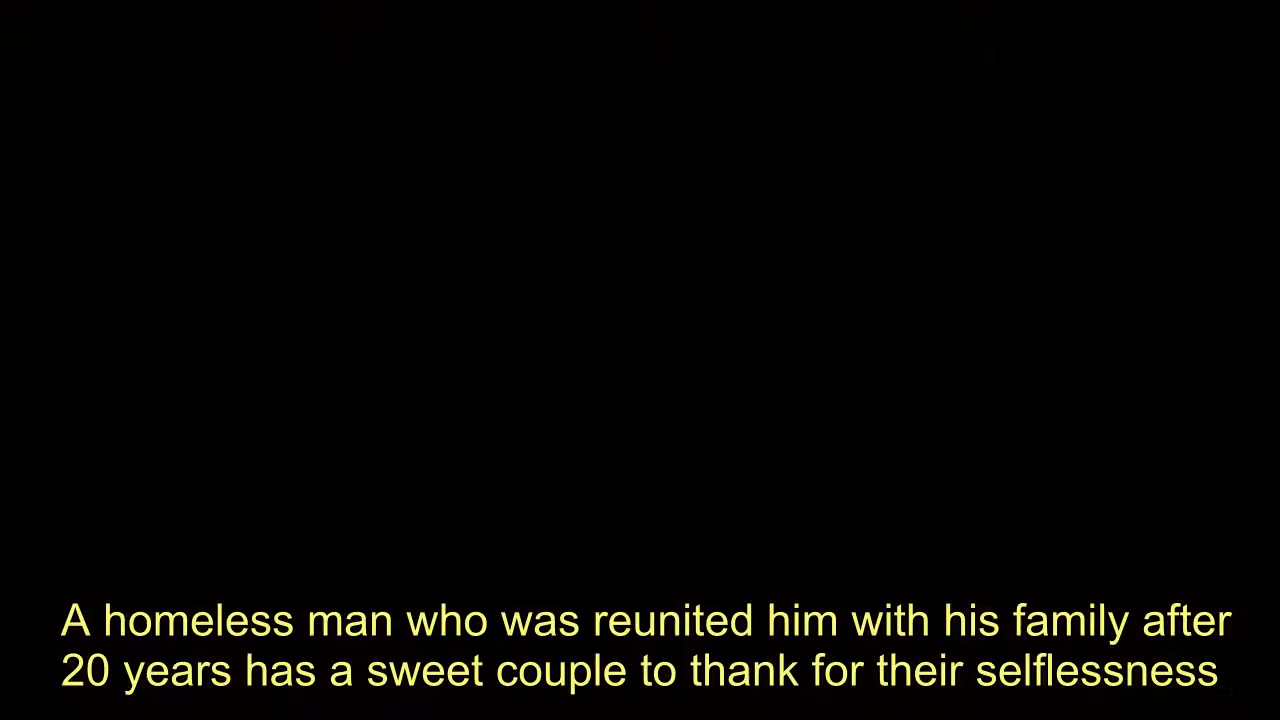 A homeless man who was reunited him with his family after
20 years has a sweet couple to thank for their selflessness